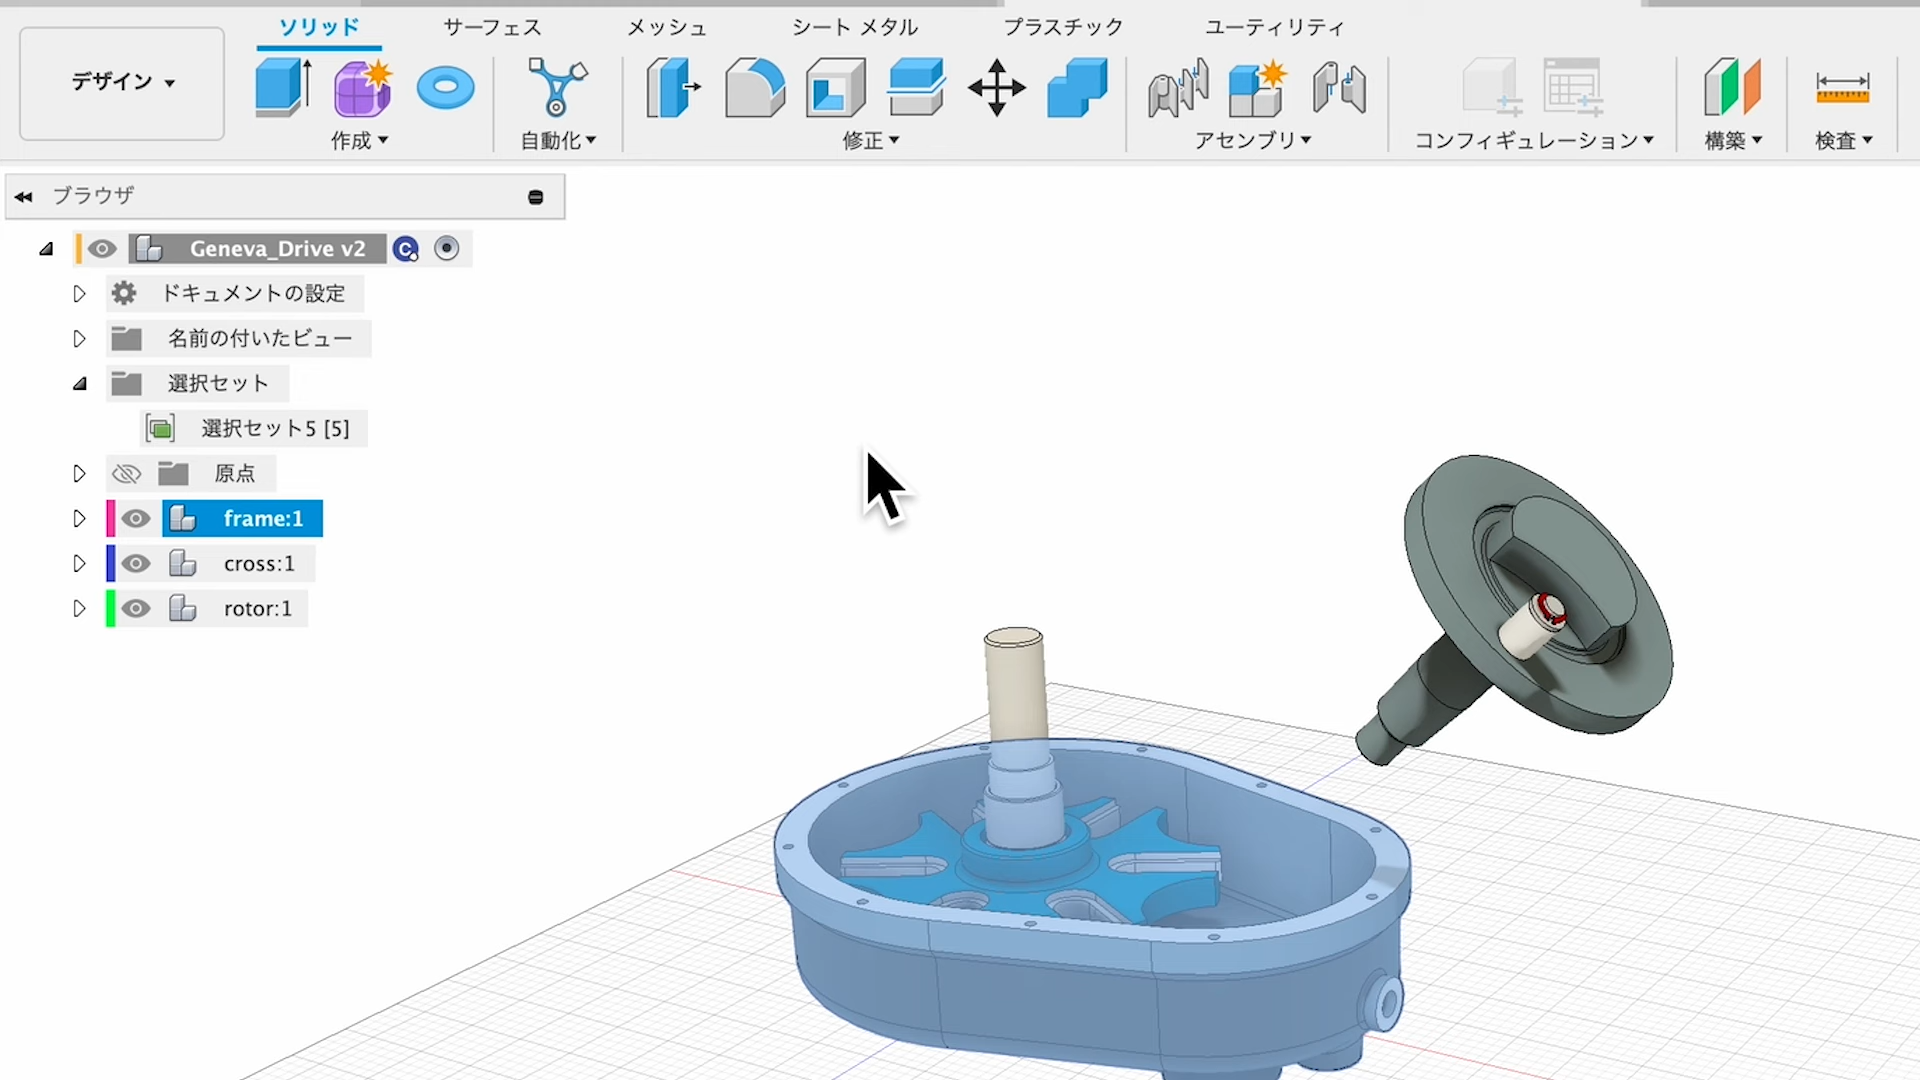 ソリッド
サーフェス
メッシュ
シート メタル
プラスチック
ユーティリティ
デザイン ▼
作成▼
自動化▼
修正▼
アセンブリ▼
コンフィギュレーション▼
構築▼
検査▼
ブラウザ
Geneva_Drive v2
ドキュメントの設定
名前の付いたビュー
選択セット
選択セット5 [5]
原点
frame:1
cross:1
rotor:1